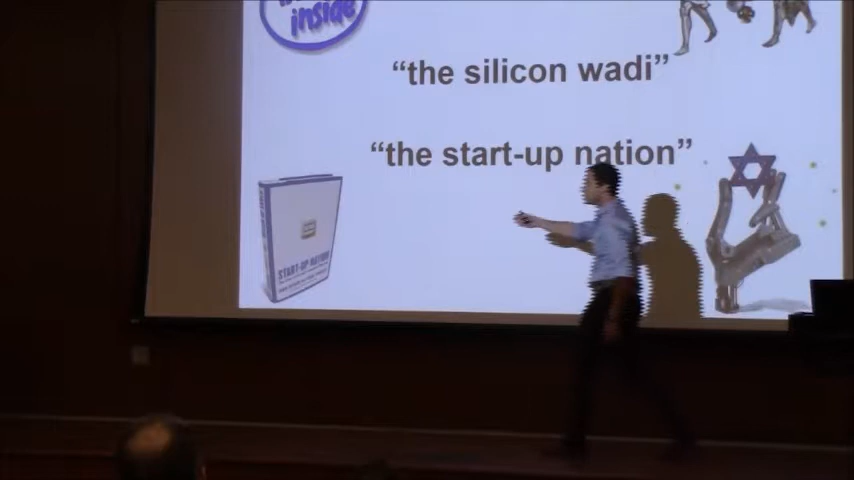 inside
“the silicon wadi”
“the start-up nation”
START-UP NATION